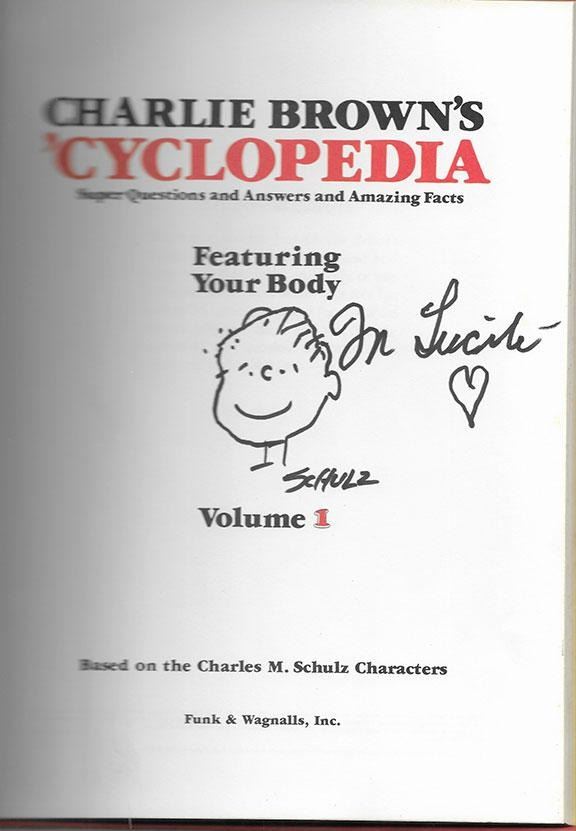 CHARLIE BROWN'S
'CYCLOPEDIA
Super Questions and Answers and Amazing Facts
Featuring
Your Body
For Lucile
SCHULZ
Volume 1
Based on the Charles M. Schulz Characters
Funk & Wagnalls, Inc.